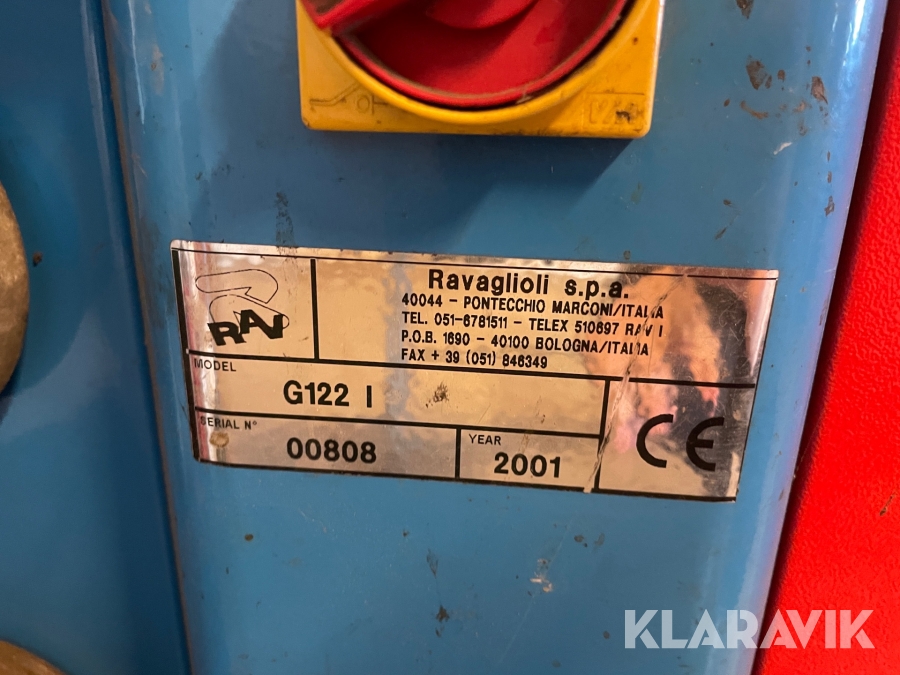 Ravaglioli s.p.a.
40044 - PONTECCHIO MARCONI/ITALIA
TEL. 051-6781511 - TELEX 510697 RAV I
P.O.B. 1690 - 40100 BOLOGNA/ITALIA
FAX + 39 (051) 846349
RAV
MODEL
G122 I
SERIAL N°
00808
YEAR
2001
CE
KLARAVIK